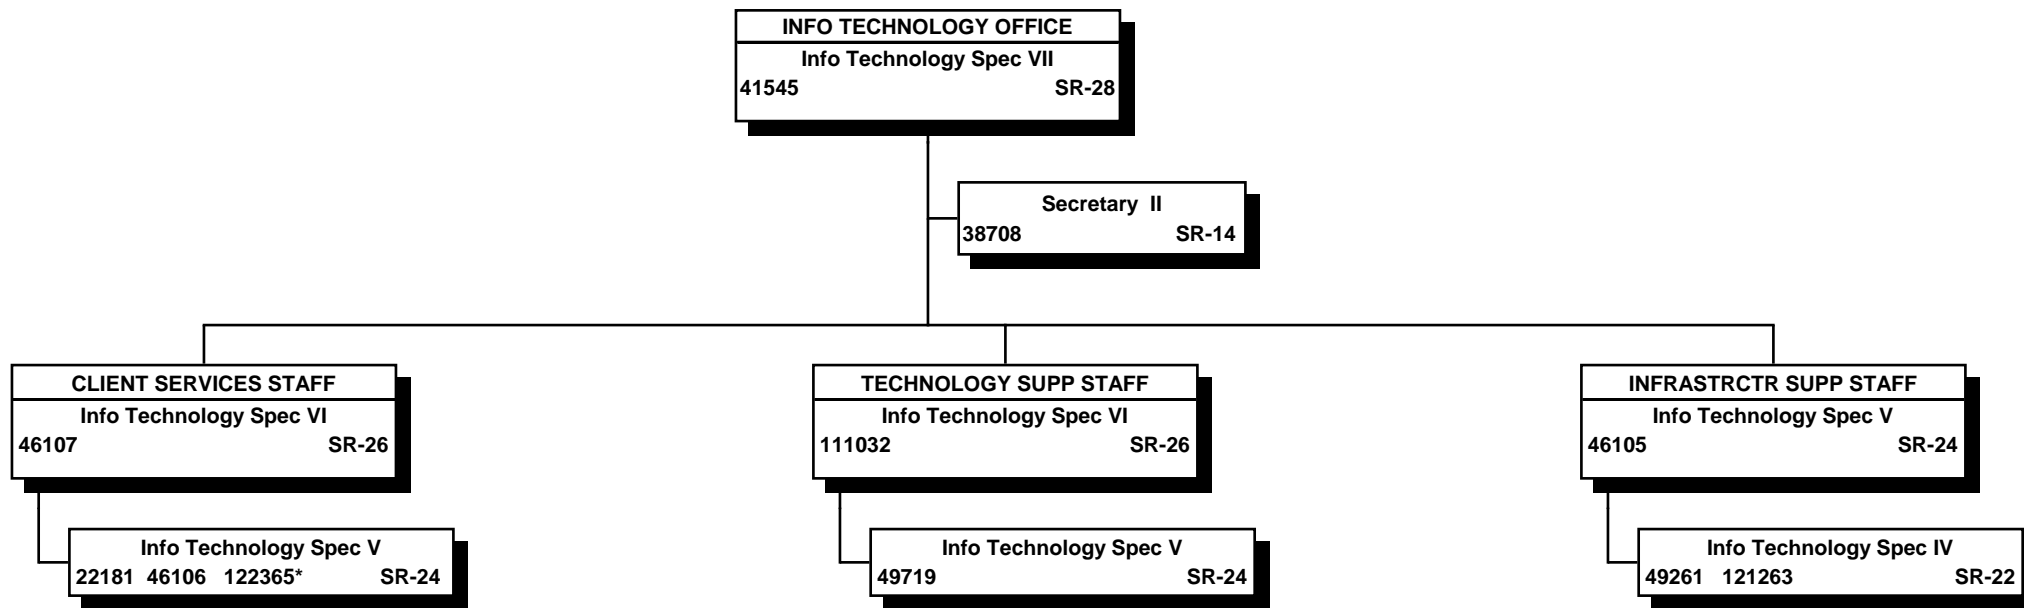 INFO TECHNOLOGY OFFICE
Info Technology Spec VII
41545 SR-28
Secretary II
38708 SR-14
CLIENT SERVICES STAFF
Info Technology Spec VI
46107 SR-26
Info Technology Spec V
22181 46106 122365* SR-24
TECHNOLOGY SUPP STAFF
Info Technology Spec VI
111032 SR-26
Info Technology Spec V
49719 SR-24
INFRASTRCTR SUPP STAFF
Info Technology Spec V
46105 SR-24
Info Technology Spec IV
49261 121263 SR-22